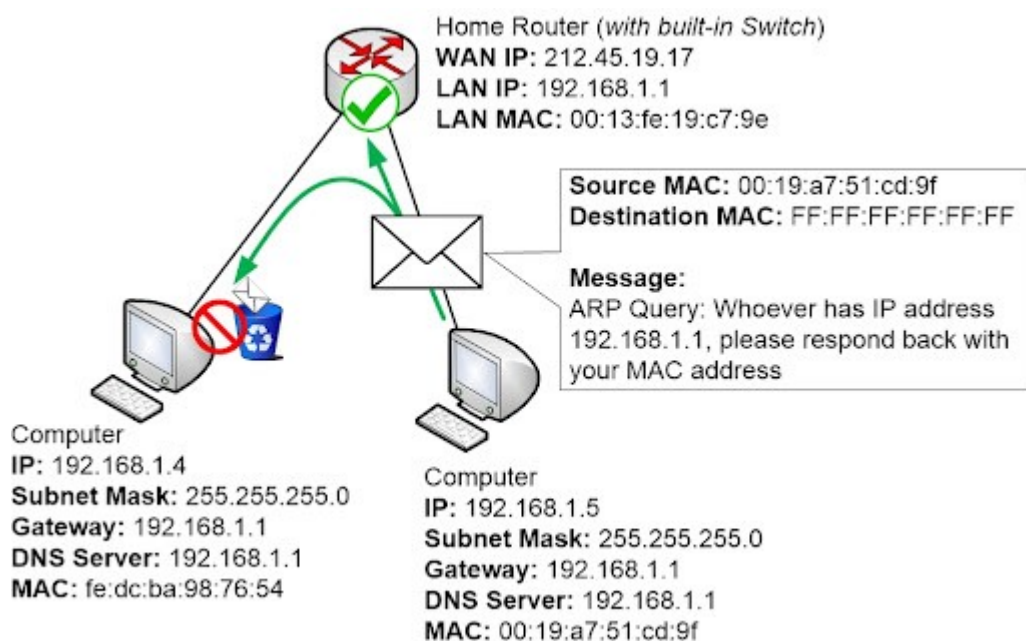 Home Router (with built-in Switch)
WAN IP: 212.45.19.17
LAN IP: 192.168.1.1
LAN MAC: 00:13:fe:19:c7:9e
Source MAC: 00:19:a7:51:cd:9f
Destination MAC: FF:FF:FF:FF:FF:FF
Message:
ARP Query: Whoever has IP address
192.168.1.1, please respond back with
your MAC address
Computer
IP: 192.168.1.4
Subnet Mask: 255.255.255.0
Gateway: 192.168.1.1
DNS Server: 192.168.1.1
MAC: fe:dc:ba:98:76:54
Computer
IP: 192.168.1.5
Subnet Mask: 255.255.255.0
Gateway: 192.168.1.1
DNS Server: 192.168.1.1
MAC: 00:19:a7:51:cd:9f